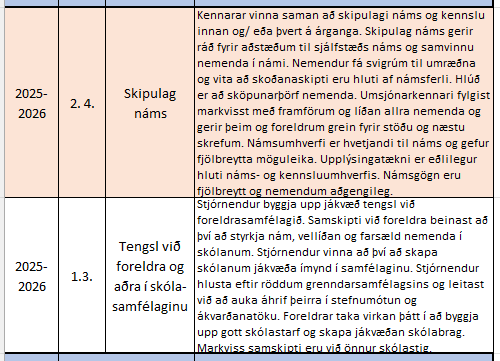 Kennarar vinna saman að skipulagi náms og kennslu
innan og/ eða þvert á árganga. Skipulag náms gerir
ráð fyrir aðstæðum til sjálfstæðs náms og samvinnu
nemenda í námi. Nemendur fá svigrúm til umræðna
og vita að skoðanaskipti eru hluti af námsferli. Hlúð
er að sköpunarþörf nemenda. Umsjónarkennari fylgist
markvisst með framförum og líðan allra nemenda og
gerir þeim og foreldrum grein fyrir stöðu og næstu
skrefum. Námsumhverfi er hvetjandi til náms og gefur
fjölbreytta möguleika. Upplýsingatækni er eðlilegur
hluti náms- og kennsluumhverfis. Námsgögn eru
fjölbreytt og nemendum aðgengileg.
2025-
2026
2. 4.
Skipulag
náms
Stjórnendur byggja upp jákvæð tengsl við
foreldrasamfélagið. Samskipti við foreldra beinast að
því að styrkja nám, vellíðan og farsæld nemenda í
skólanum. Stjórnendur vinna að því að skapa
skólanum jákvæða ímynd í samfélaginu. Stjórnendur
hlusta eftir röddum grenndarsamfélagsins og leitast
við að auka áhrif þeirra í stefnumótun og
ákvarðanatöku. Foreldrar taka virkan þátt í að byggja
upp gott skólastarf og skapa jákvæðan skólabrag.
Markviss samskipti eru við önnur skólastig.
2025-
2026
1.3.
Tengsl við
foreldra og
aðra í skóla-
samfélaginu